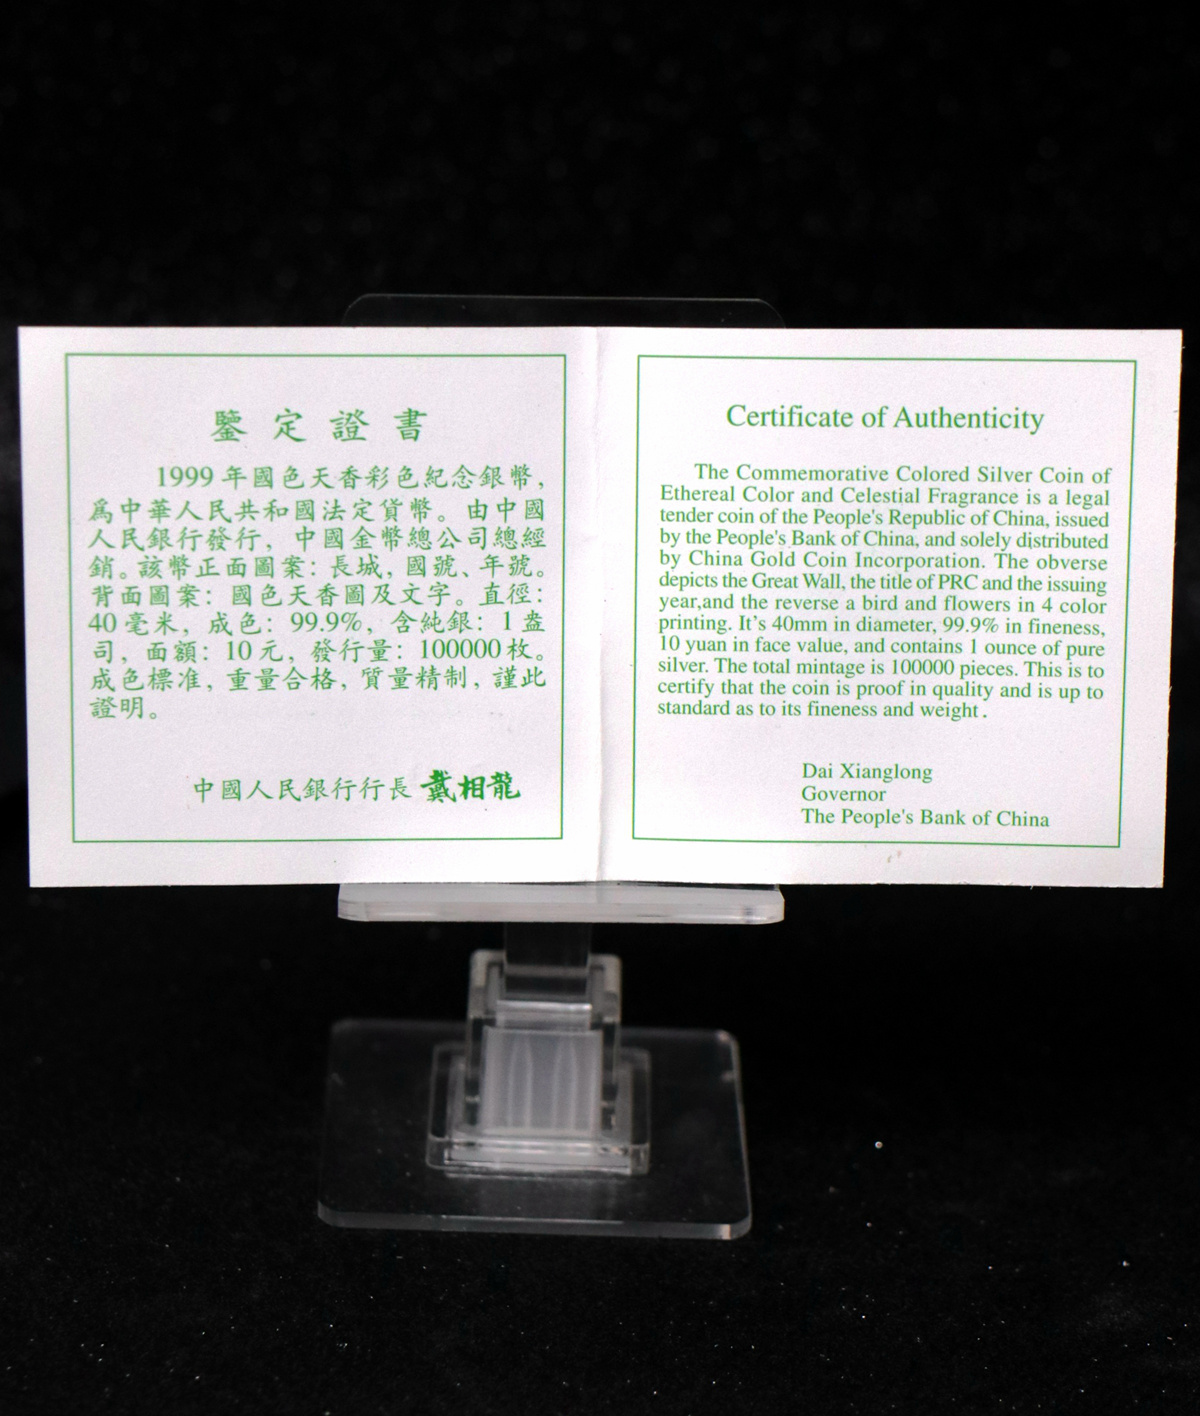 鑒定證書
1999年國色天香彩色紀念銀幣,
爲中華人民共和國法定貨幣。由中國
人民銀行發行, 中國金幣總公司總經
銷。該幣正面圖案: 長城, 國號、年號。
背面圖案: 國色天香圖及文字。直徑:
40毫米, 成色: 99.9%, 含純銀: 1盎
司, 面額: 10元, 發行量: 100000枚。
成色標准, 重量合格, 質量精制, 謹此
證明。
中國人民銀行行長 戴相龍
Certificate of Authenticity
The Commemorative Colored Silver Coin of
Ethereal Color and Celestial Fragrance is a legal
tender coin of the People's Republic of China, issued
by the People's Bank of China, and solely distributed
by China Gold Coin Incorporation. The obverse
depicts the Great Wall, the title of PRC and the issuing
year,and the reverse a bird and flowers in 4 color
printing. It's 40mm in diameter, 99.9% in fineness,
10 yuan in face value, and contains 1 ounce of pure
silver. The total mintage is 100000 pieces. This is to
certify that the coin is proof in quality and is up to
standard as to its fineness and weight .
Dai Xianglong
Governor
The People's Bank of China